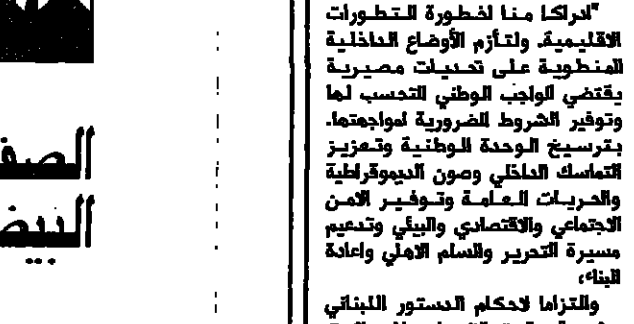 "ادراكا منا لخطورة التطورات
الاقليمية، ولتأزم الأوضاع الداخلية
المنطوية على تحديات مصيرية
يقتضي الواجب الوطني التحسب لها
وتوفير الشروط الضرورية لمواجهتها.
بترسيخ الوحدة الوطنية وتعزيز
التماسك الداخلي وصون الديموقراطية
والحريات العامة وتوفير الامن
الاجتماعي والاقتصادي والبيئي وتدعيم
مسيرة التحرير والسلم الاهلي واعادة
البناء؛
والتزاما لاحكام الدستور اللبناني